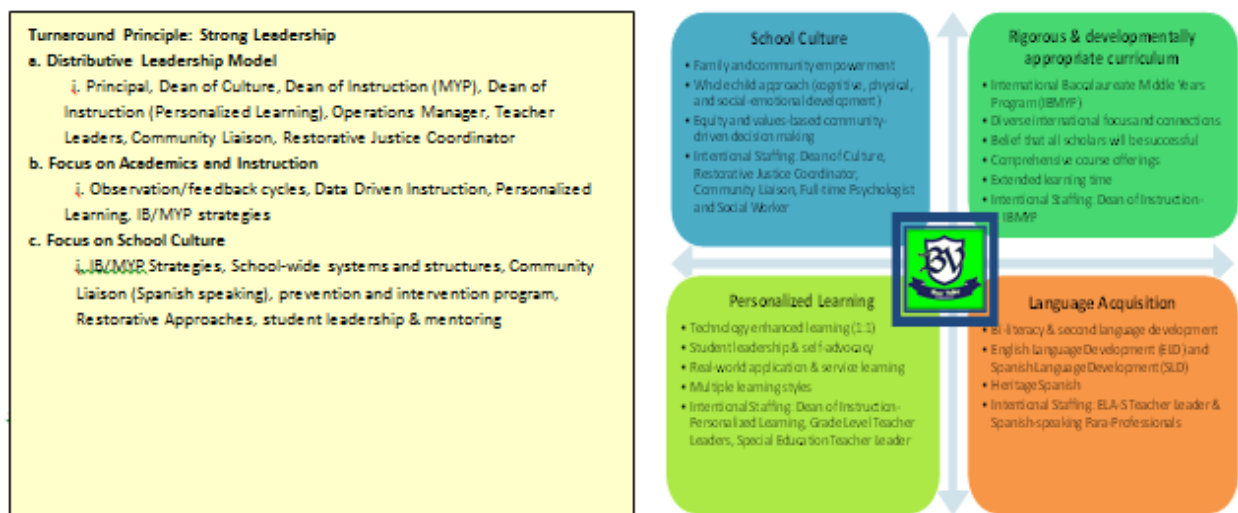 Turnaround Principle: Strong Leadership
a. Distributive Leadership Model
i. Principal, Dean of Culture, Dean of Instruction (MYP), Dean of
Instruction (Personalized Learning), Operations Manager, Teacher
Leaders, Community Liaison, Restorative Justice Coordinator
b. Focus on Academics and Instruction
i. Observation/feedback cycles, Data Driven Instruction, Personalized
Learning, IB/MYP strategies
c. Focus on School Culture
i. IB/MYP Strategies, School-wide systems and structures, Community
Liaison (Spanish speaking), prevention and intervention program,
Restorative Approaches, student leadership & mentoring
School Culture
• Family and community empowerment
• Whole child approach (cognitive, physical,
and social-emotional development)
• Equity and values-based community-
driven decision making
• Intentional Staffing: Dean of Culture,
Restorative Justice Coordinator,
Community Liaison, Full-time Psychologist
and Social Worker
Rigorous & developmentally
appropriate curriculum
• International Baccalaureate Middle Years
Program (IBMYP)
• Diverse international focus and connections
• Belief that all scholars will be successful
• Comprehensive course offerings
• Extended learning time
• Intentional Staffing: Dean of Instruction-
IBMYP
BV
Personalized Learning
• Technology enhanced learning (1:1)
• Student leadership & self-advocacy
• Real-world application & service learning
• Multiple learning styles
• Intentional Staffing: Dean of Instruction-
Personalized Learning, Grade Level Teacher
Leaders, Special Education Teacher Leader
Language Acquisition
• Bi-literacy & second language development
• English Language Development (ELD) and
Spanish Language Development (SLD)
• Heritage Spanish
• Intentional Staffing: ELA-S Teacher Leader &
Spanish-speaking Para-Professionals